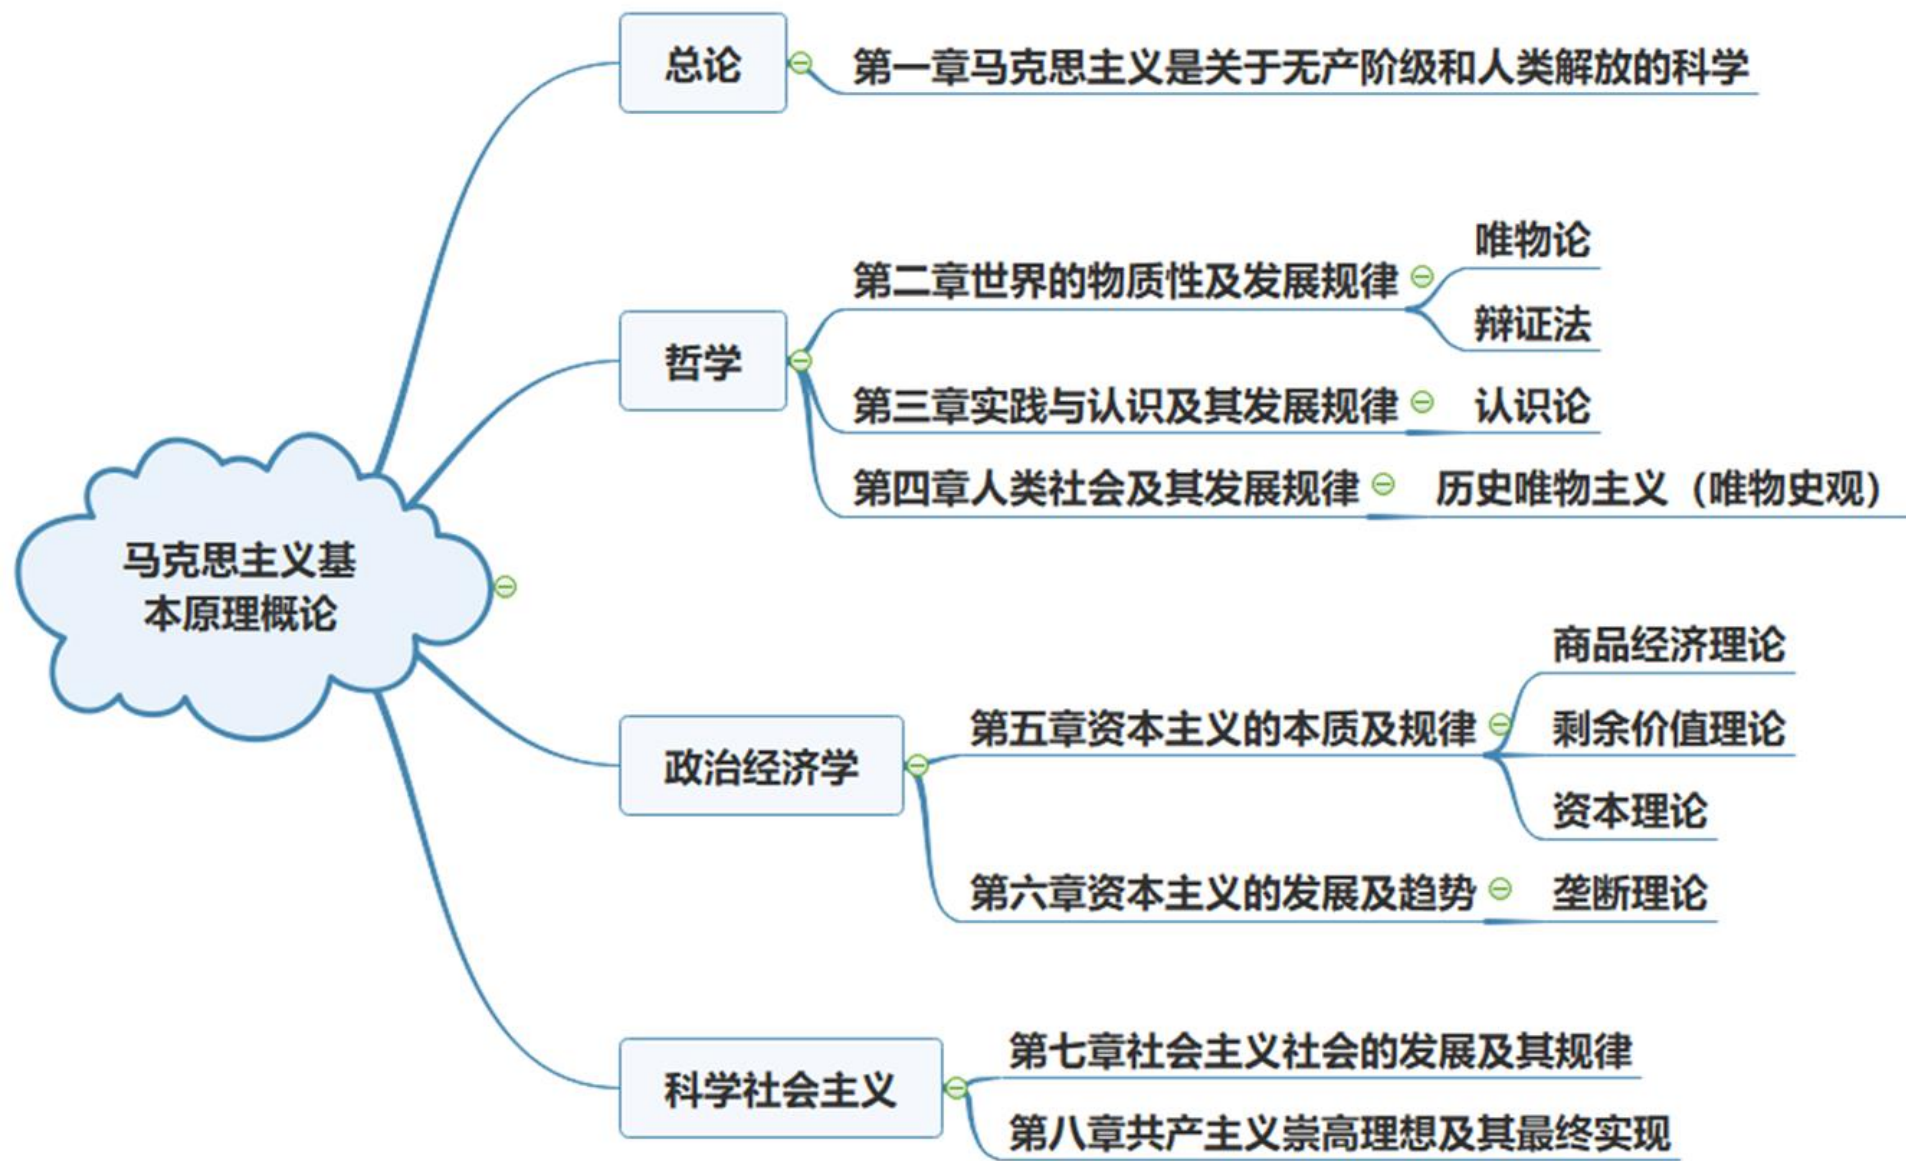 总论
第一章马克思主义是关于无产阶级和人类解放的科学
哲学
第二章世界的物质性及发展规律
唯物论
辩证法
第三章实践与认识及其发展规律
认识论
第四章人类社会及其发展规律
历史唯物主义（唯物史观）
马克思主义基
本原理概论
政治经济学
第五章资本主义的本质及规律
商品经济理论
剩余价值理论
资本理论
第六章资本主义的发展及趋势
垄断理论
科学社会主义
第七章社会主义社会的发展及其规律
第八章共产主义崇高理想及其最终实现